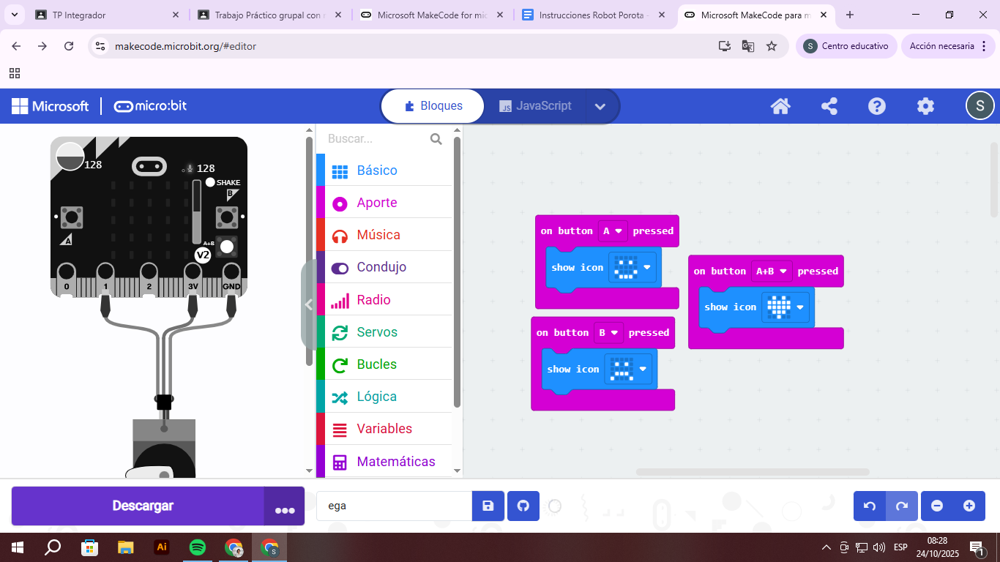 TP Integrador
Trabajo Práctico grupal con r
Microsoft MakeCode for mic
Instrucciones Robot Porota -
Microsoft MakeCode para m
makecode.microbit.org/#editor
S Centro educativo
Acción necesaria
Microsoft
micro:bit
Bloques
JS JavaScript
S
128
128
SHAKE
B
A
A+B
V2
0 1 2 3V GND
Buscar...
Básico
Aporte
Música
Condujo
Radio
Servos
Bucles
Lógica
Variables
Matemáticas
on button A pressed
show icon
on button A+B pressed
show icon
on button B pressed
show icon
Descargar
ega
Ai
S
ESP
08:28
24/10/2025
1